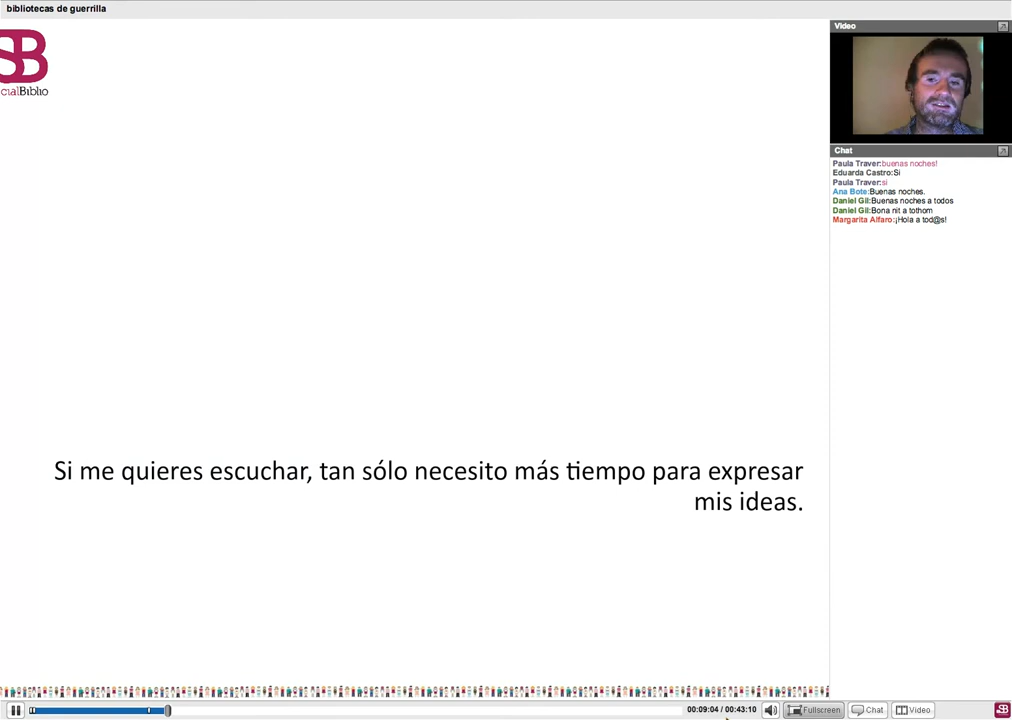 bibliotecas de guerrilla
SB
cialBiblio
Si me quieres escuchar, tan sólo necesito más tiempo para expresar
mis ideas.
Video
Chat
Paula Traver:buenas noches!
Eduarda Castro:Si
Paula Traver:si
Ana Bote:Buenas noches.
Daniel Gil:Buenas noches a todos
Daniel Gil:Bona nit a tothom
Margarita Alfaro:¡Hola a tod@s!
00:09:04 / 00:43:10
Fullscreen
Chat
Video
SB